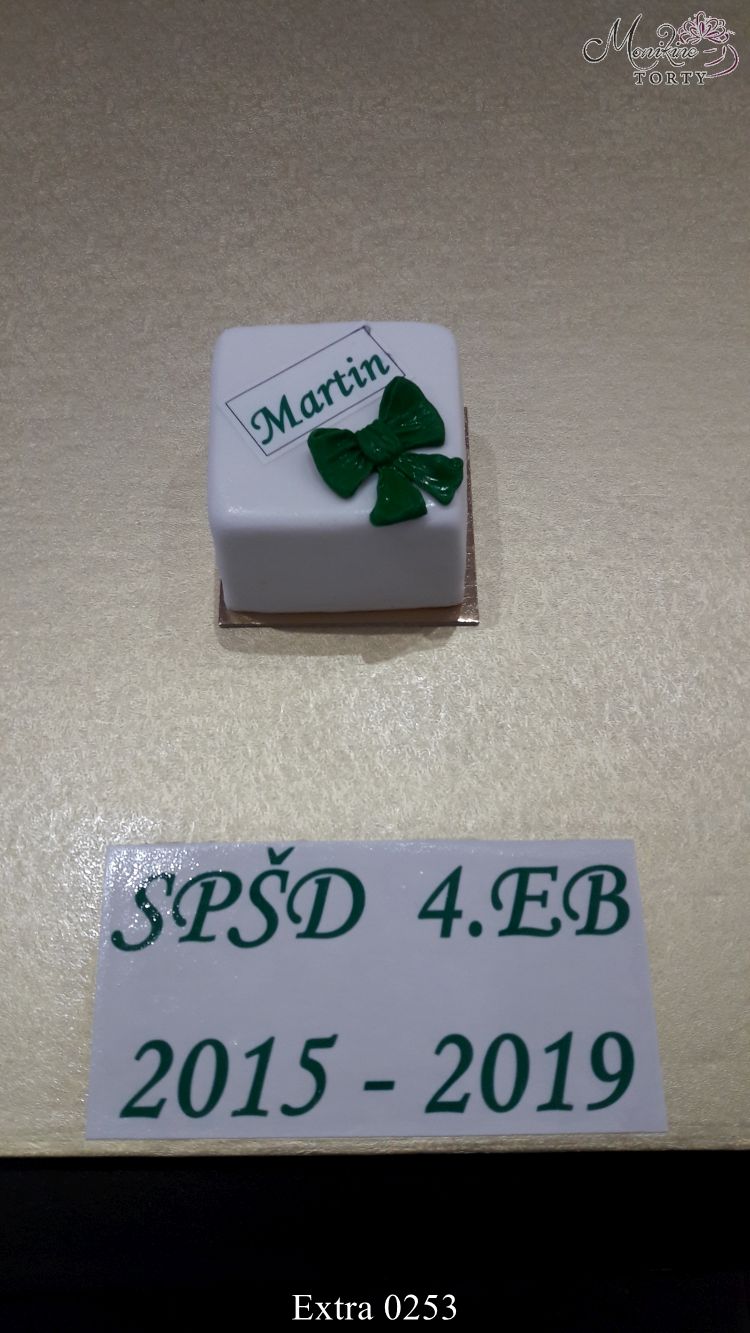 Monikine
TORTY
Martin
SPŠD 4.EB
2015 - 2019
Extra 0253